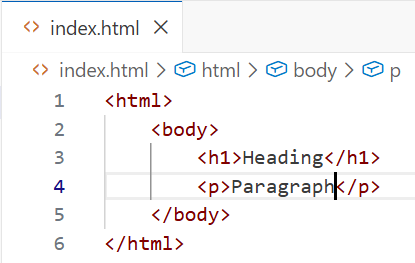 index.html
index.html > html > body > p
1 <html>
2     <body>
3         <h1>Heading</h1>
4         <p>Paragraph</p>
5     </body>
6 </html>